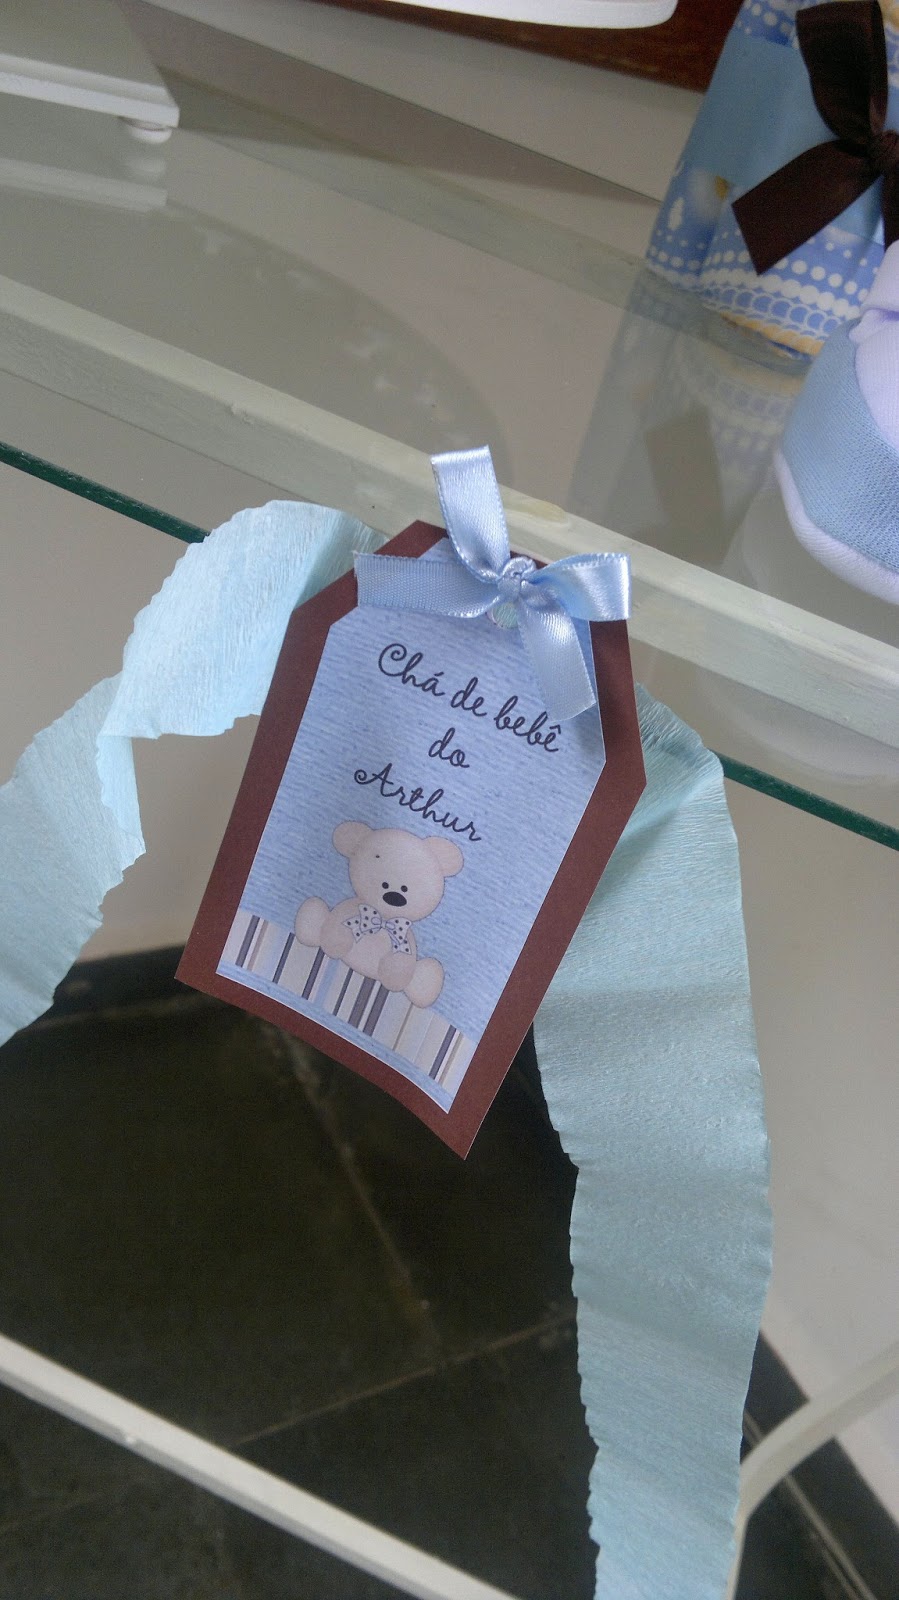 Chá de bebê
do
Arthur